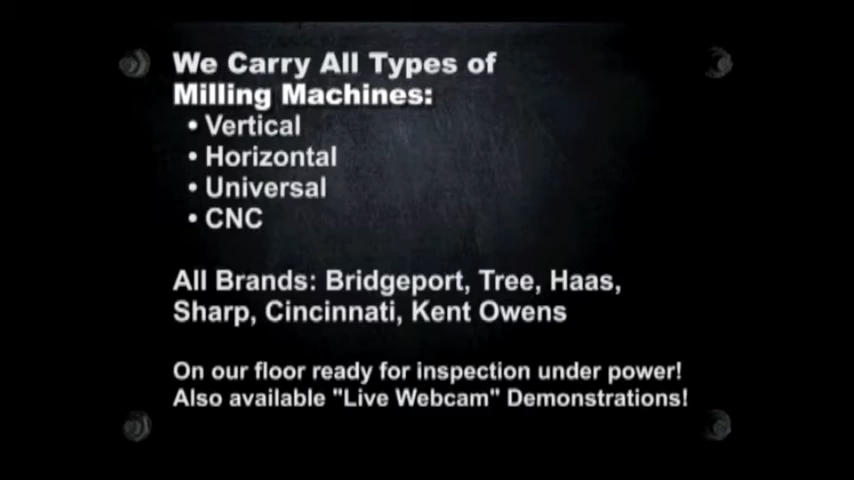 We Carry All Types of
Milling Machines:
• Vertical
• Horizontal
• Universal
• CNC
All Brands: Bridgeport, Tree, Haas,
Sharp, Cincinnati, Kent Owens
On our floor ready for inspection under power!
Also available "Live Webcam" Demonstrations!